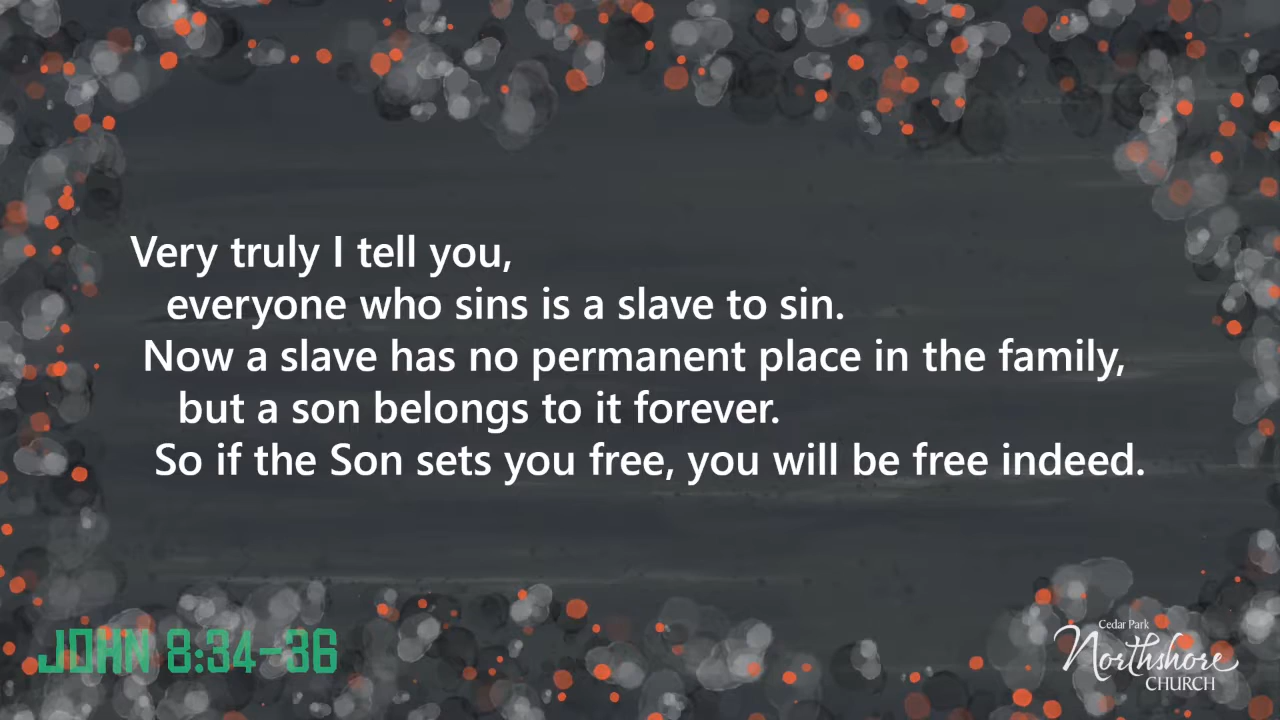 Very truly I tell you,
everyone who sins is a slave to sin.
Now a slave has no permanent place in the family,
but a son belongs to it forever.
So if the Son sets you free, you will be free indeed.
JOHN 8:34-36
Cedar Park
Northshore
CHURCH